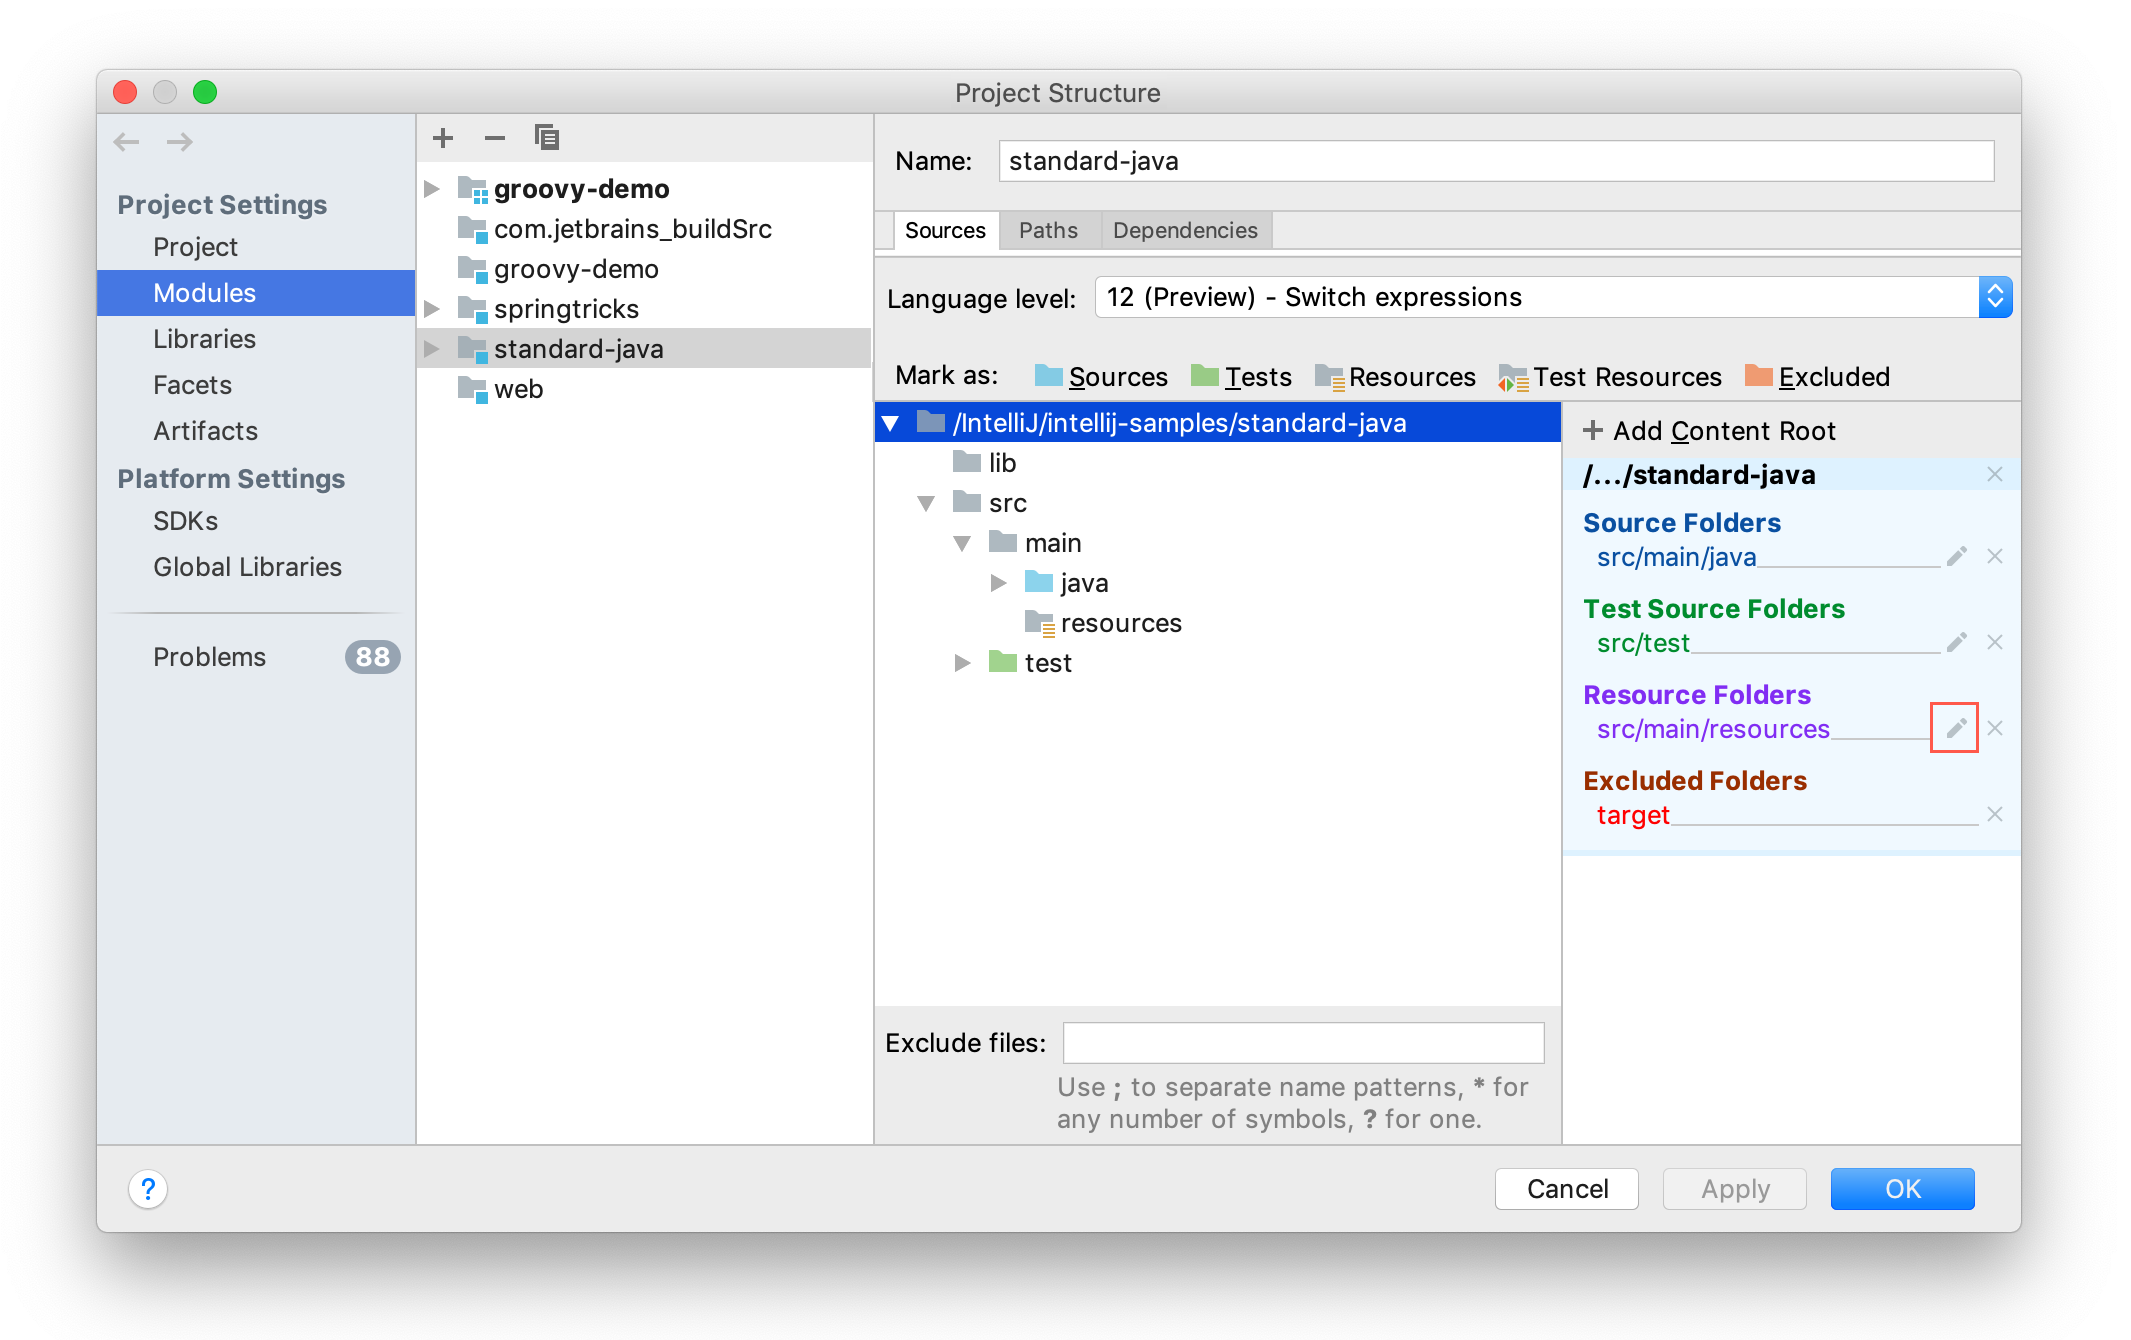 Project Structure
Project Settings
Project
Modules
Libraries
Facets
Artifacts
Platform Settings
SDKs
Global Libraries
Problems 88
groovy-demo
com.jetbrains_buildSrc
groovy-demo
springtricks
standard-java
web
Name: standard-java
Sources Paths Dependencies
Language level: 12 (Preview) - Switch expressions
Mark as: Sources Tests Resources Test Resources Excluded
/IntelliJ/intellij-samples/standard-java
lib
src
main
java
resources
test
Exclude files:
Use ; to separate name patterns, * for
any number of symbols, ? for one.
+ Add Content Root
/.../standard-java
Source Folders
src/main/java
Test Source Folders
src/test
Resource Folders
src/main/resources
Excluded Folders
target
? Cancel Apply OK